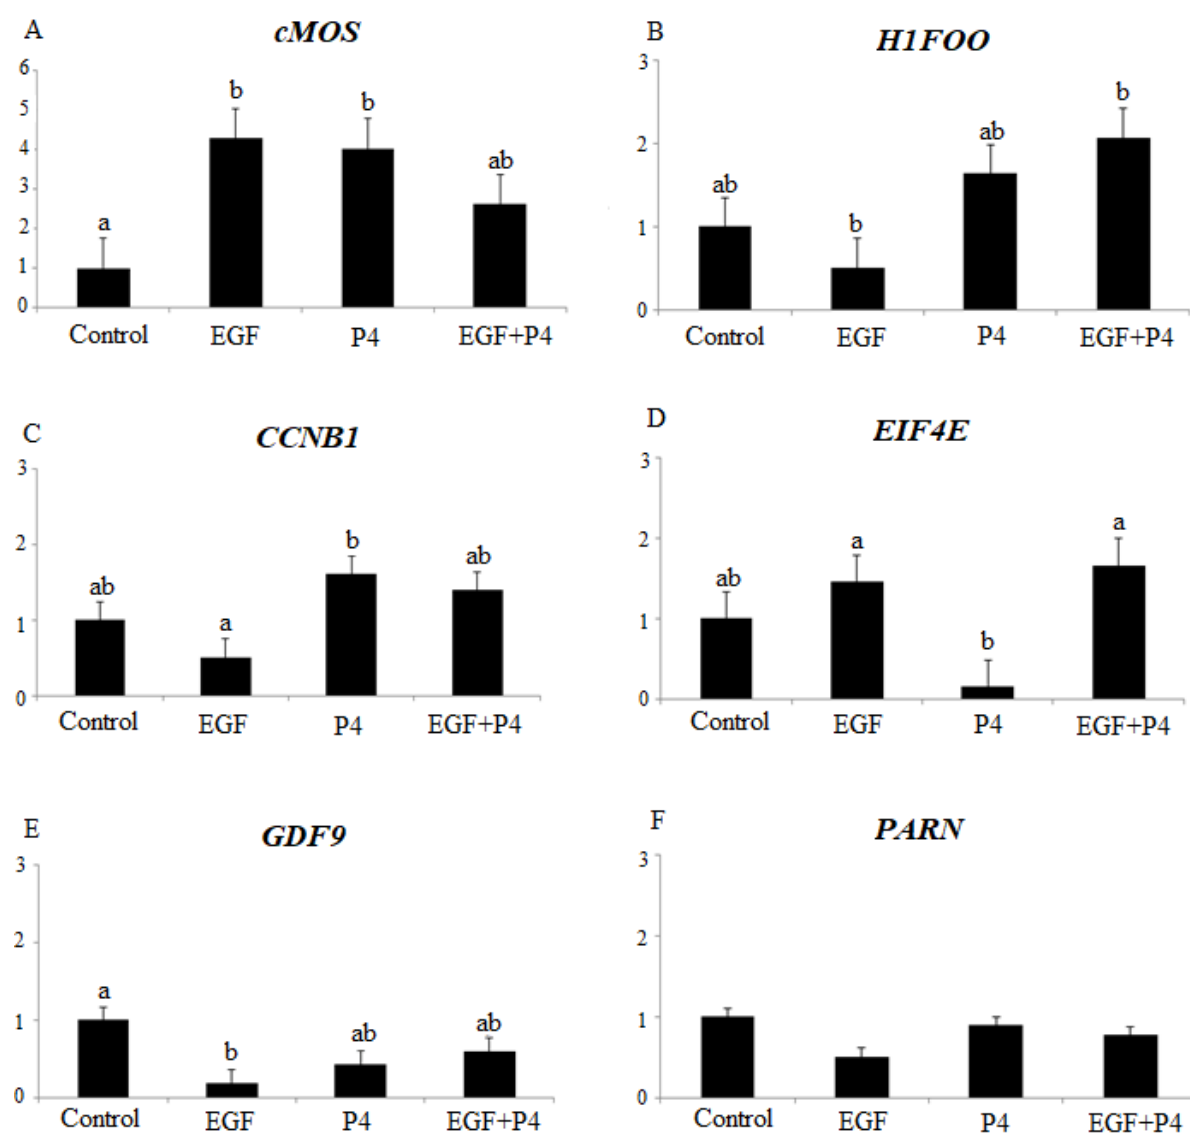 A
cMOS
6
5
4
3
2
1
0
a
b
b
ab
Control EGF P4 EGF+P4
B
H1FOO
3
2
1
0
ab
b
ab
b
Control EGF P4 EGF+P4
C
CCNB1
3
2
1
0
ab
a
b
ab
Control EGF P4 EGF+P4
D
EIF4E
3
2
1
0
ab
a
b
a
Control EGF P4 EGF+P4
E
GDF9
3
2
1
0
a
b
ab
ab
Control EGF P4 EGF+P4
F
PARN
3
2
1
0
Control EGF P4 EGF+P4